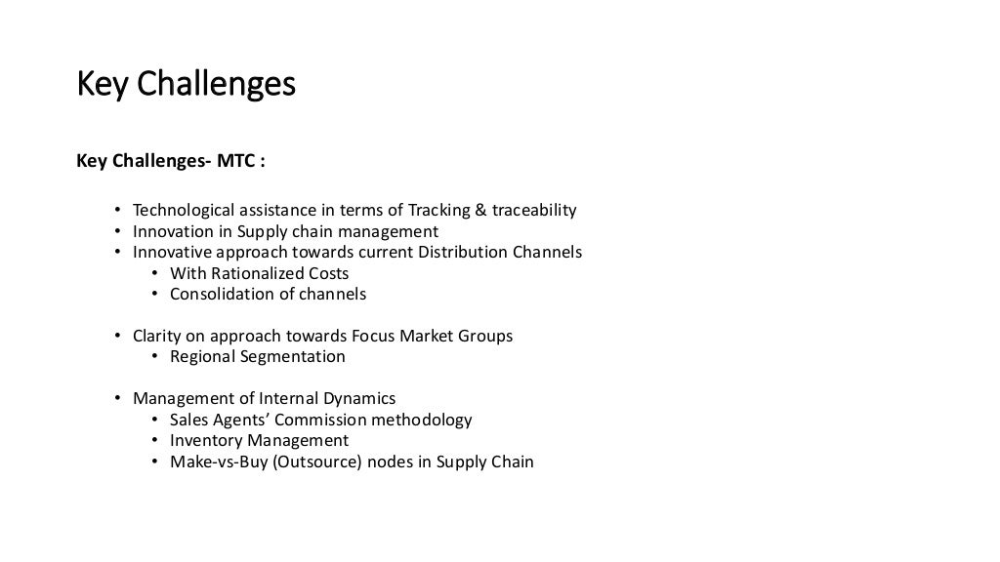 Key Challenges
Key Challenges- MTC :
• Technological assistance in terms of Tracking & traceability
• Innovation in Supply chain management
• Innovative approach towards current Distribution Channels
• With Rationalized Costs
• Consolidation of channels
• Clarity on approach towards Focus Market Groups
• Regional Segmentation
• Management of Internal Dynamics
• Sales Agents’ Commission methodology
• Inventory Management
• Make-vs-Buy (Outsource) nodes in Supply Chain